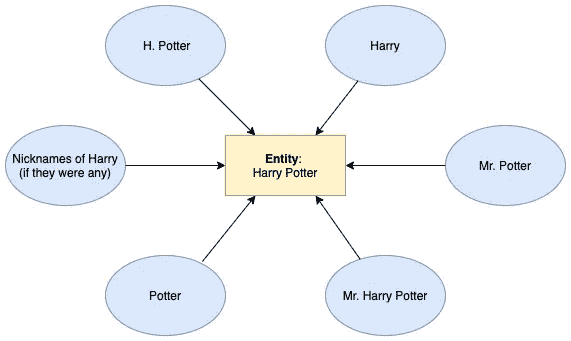 H. Potter
Harry
Nicknames of Harry
(if they were any)
Entity:
Harry Potter
Mr. Potter
Potter
Mr. Harry Potter